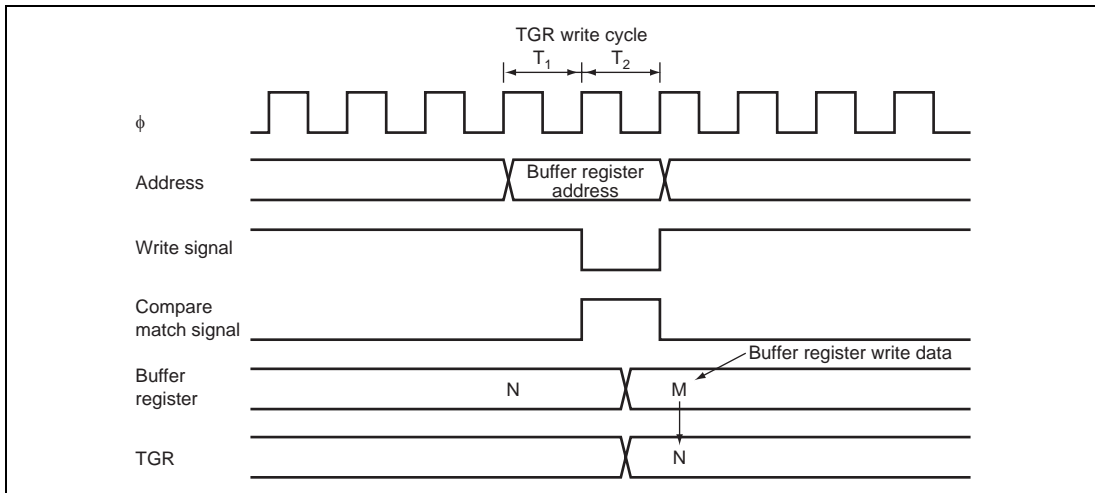 TGR write cycle
T1 T2
ϕ
Address
Buffer register
address
Write signal
Compare
match signal
Buffer register write data
Buffer
register
N
M
TGR
N